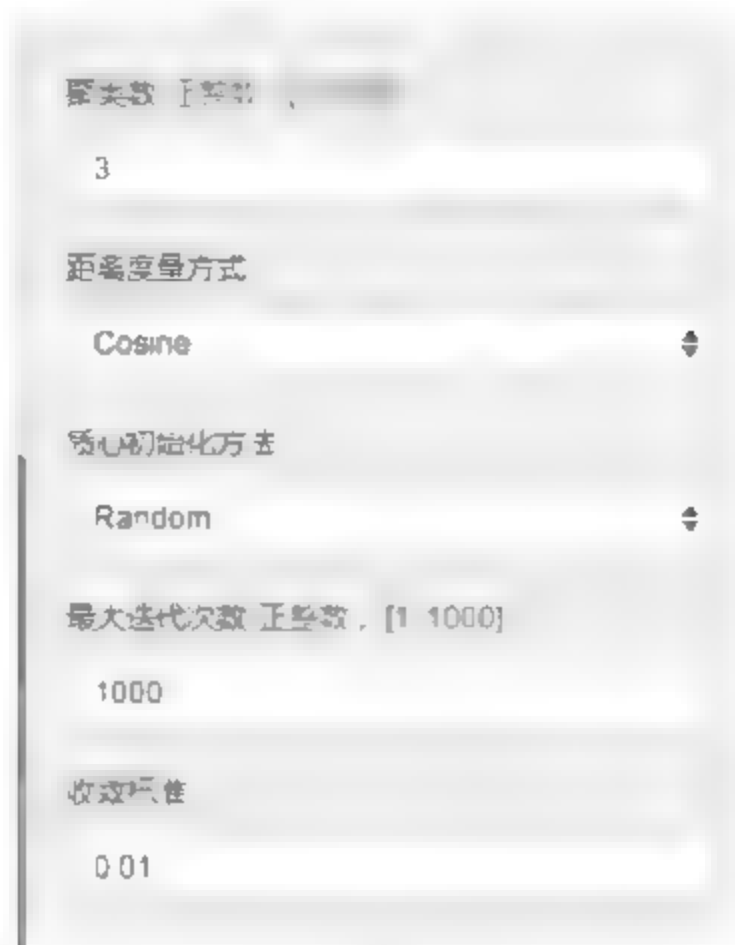 聚类数 正整数，
3
距离度量方式
Cosine
质心初始化方法
Random
最大迭代次数 正整数，[1 1000]
1000
收敛标准
0.01